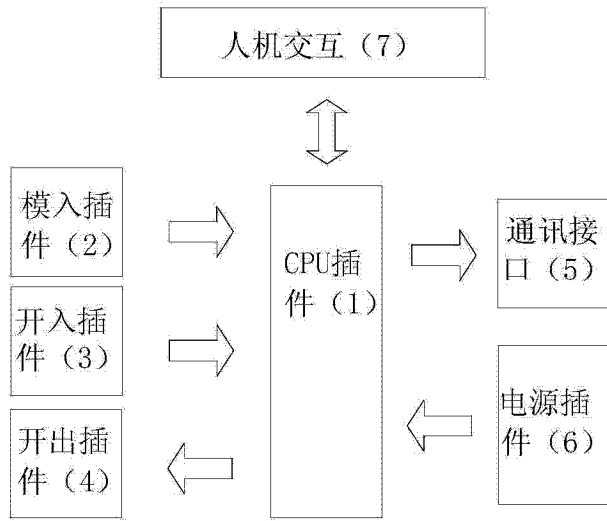 人机交互（7）
模入插
件（2）
开入插
件（3）
开出插
件（4）
CPU插
件（1）
通讯接
口（5）
电源插
件（6）